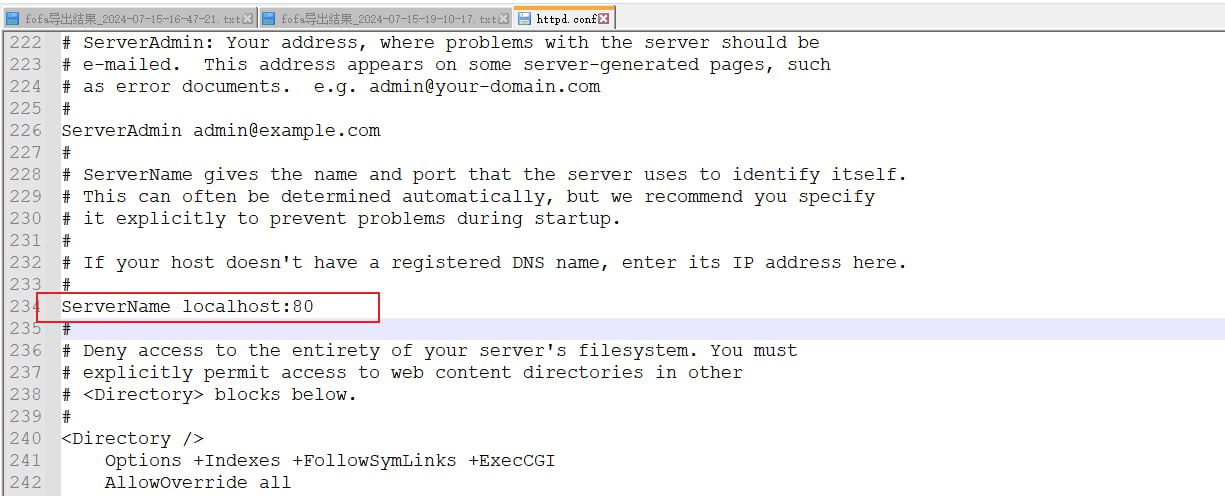 fofa导出结果_2024-07-15-16-47-21.txt fofa导出结果_2024-07-15-19-10-17.txt httpd.conf
222 # ServerAdmin: Your address, where problems with the server should be
223 # e-mailed.  This address appears on some server-generated pages, such
224 # as error documents.  e.g. admin@your-domain.com
225 #
226 ServerAdmin admin@example.com
227 #
228 # ServerName gives the name and port that the server uses to identify itself.
229 # This can often be determined automatically, but we recommend you specify
230 # it explicitly to prevent problems during startup.
231 #
232 # If your host doesn't have a registered DNS name, enter its IP address here.
233 #
234 ServerName localhost:80
235 #
236 # Deny access to the entirety of your server's filesystem. You must
237 # explicitly permit access to web content directories in other
238 # <Directory> blocks below.
239 #
240 <Directory />
241     Options +Indexes +FollowSymLinks +ExecCGI
242     AllowOverride all